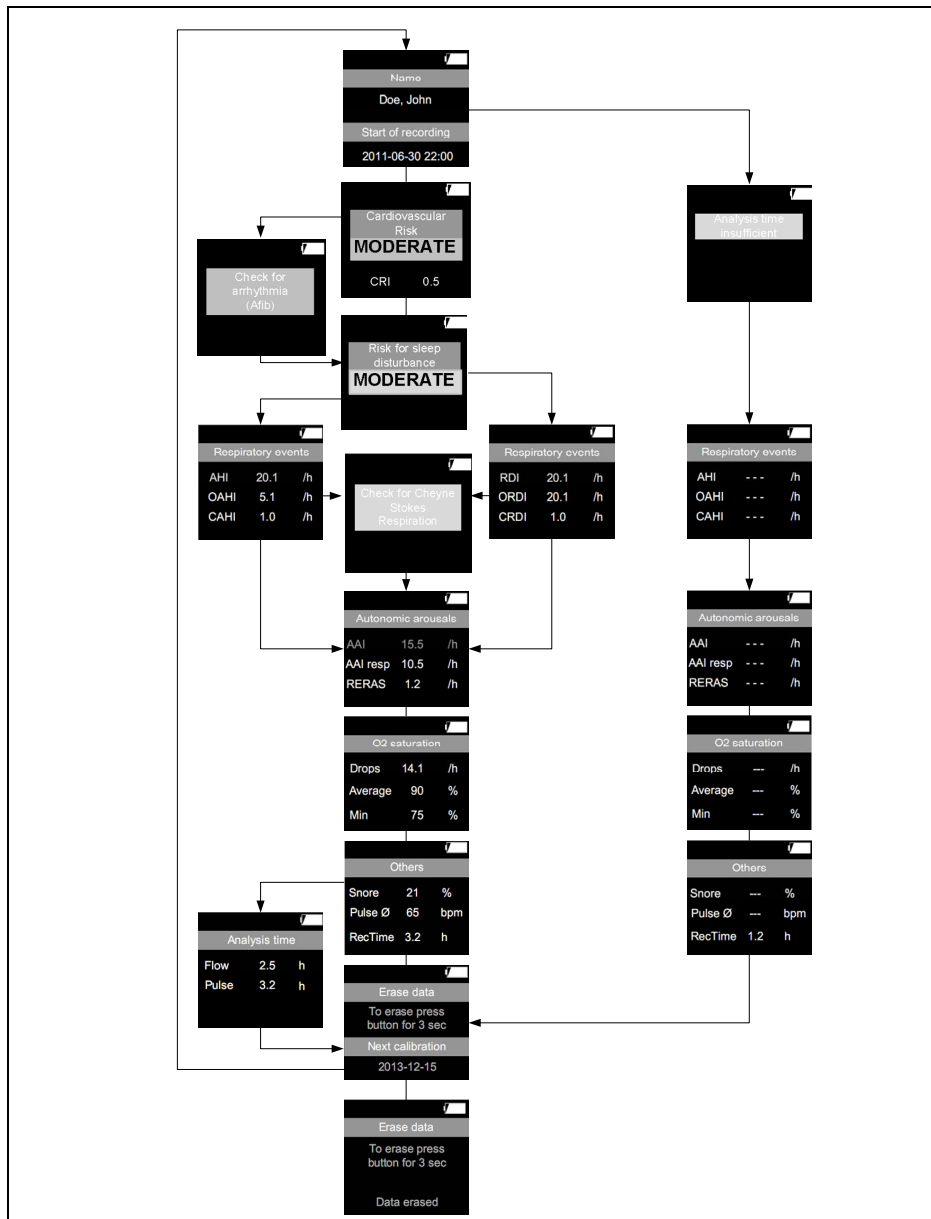 Name
Doe, John
Start of recording
2011-06-30 22:00
Cardiovascular
Risk
MODERATE
CRI 0.5
Analysis time
insufficient
Check for
arrhythmia
(Afib)
Risk for sleep
disturbance
MODERATE
Respiratory events
AHI 20.1 /h
OAHI 5.1 /h
CAHI 1.0 /h
Check for Cheyne
Stokes
Respiration
Respiratory events
RDI 20.1 /h
ORDI 20.1 /h
CRDI 1.0 /h
Respiratory events
AHI - - - /h
OAHI - - - /h
CAHI - - - /h
Autonomic arousals
AAI 15.5 /h
AAI resp 10.5 /h
RERAS 1.2 /h
Autonomic arousals
AAI - - - /h
AAI resp - - - /h
RERAS - - - /h
O2 saturation
Drops 14.1 /h
Average 90 %
Min 75 %
O2 saturation
Drops --- /h
Average --- %
Min --- %
Others
Snore 21 %
Pulse Ø 65 bpm
RecTime 3.2 h
Others
Snore --- %
Pulse Ø --- bpm
RecTime 1.2 h
Analysis time
Flow 2.5 h
Pulse 3.2 h
Erase data
To erase press
button for 3 sec
Next calibration
2013-12-15
Erase data
To erase press
button for 3 sec
Data erased